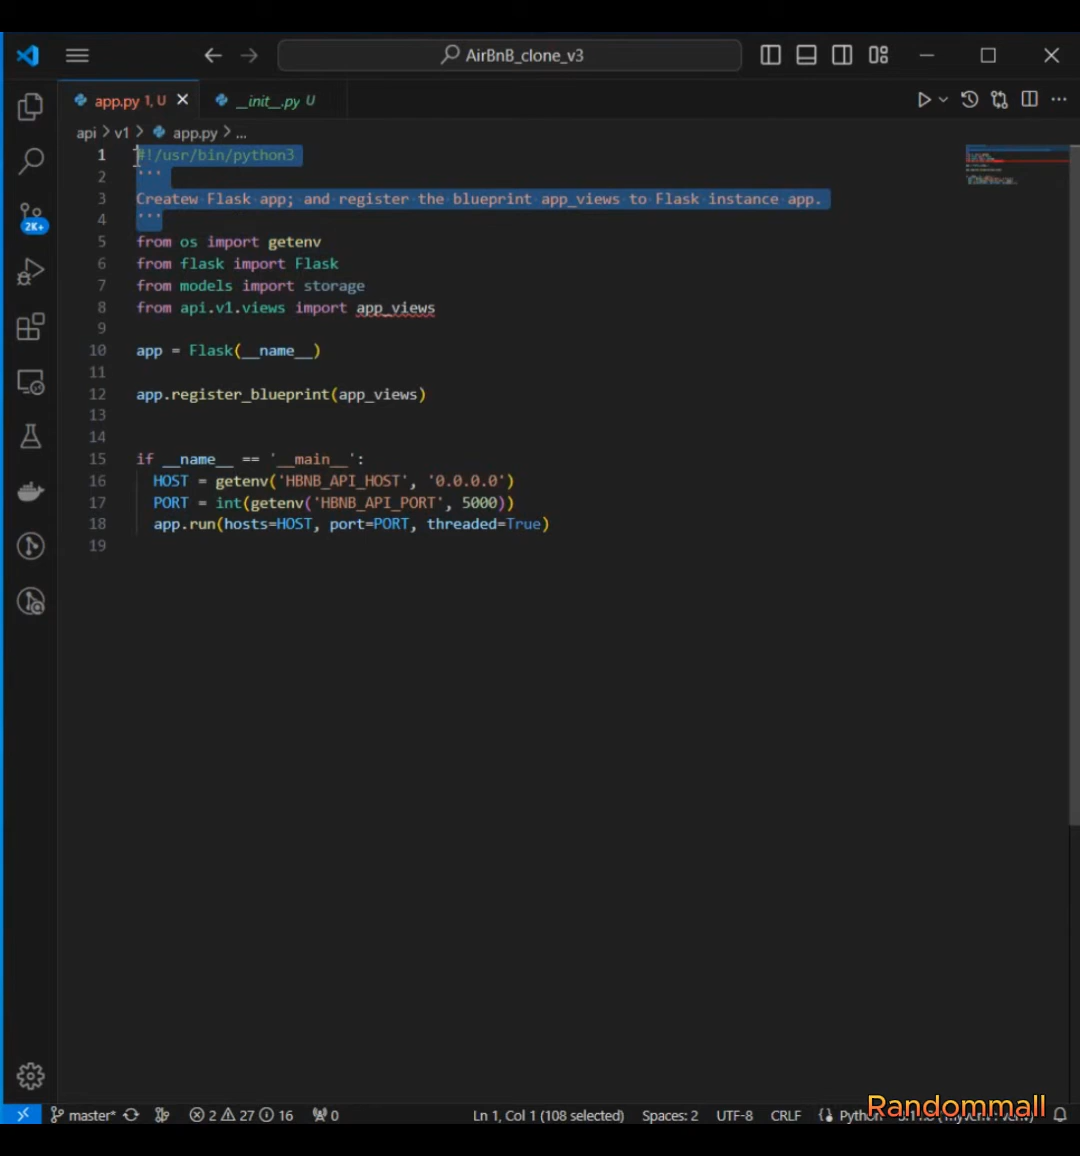 AirBnB_clone_v3
app.py 1, U
__init__.py U
api > v1 > app.py > ...
1 #!/usr/bin/python3
2 '''
3 Createw Flask app; and register the blueprint app_views to Flask instance app.
4 '''
5 from os import getenv
6 from flask import Flask
7 from models import storage
8 from api.v1.views import app_views
9
10 app = Flask(__name__)
11
12 app.register_blueprint(app_views)
13
14
15 if __name__ == '__main__':
16 HOST = getenv('HBNB_API_HOST', '0.0.0.0')
17 PORT = int(getenv('HBNB_API_PORT', 5000))
18 app.run(hosts=HOST, port=PORT, threaded=True)
19
2K+
master* 2 27 16 0 Ln 1, Col 1 (108 selected) Spaces: 2 UTF-8 CRLF Python
Randommall